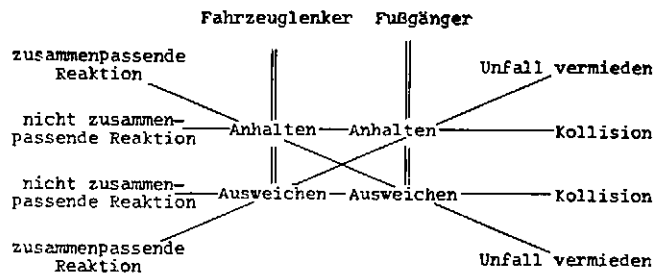 Fahrzeuglenker Fußgänger
zusammenpassende
Reaktion
Unfall vermieden
nicht zusammen-
passende Reaktion
Anhalten Anhalten Kollision
nicht zusammen-
passende Reaktion
Ausweichen Ausweichen Kollision
zusammenpassende
Reaktion
Unfall vermieden